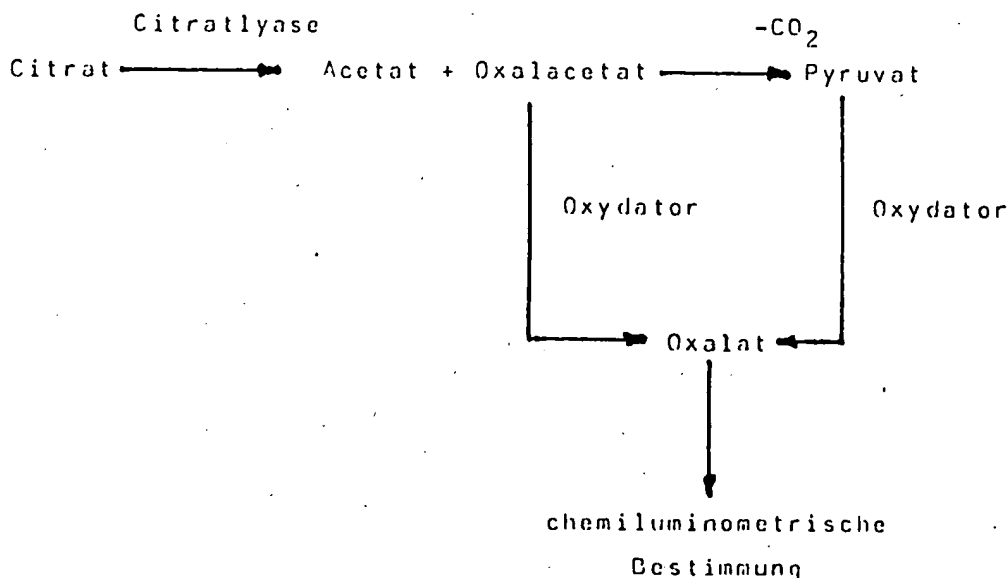 Citratlyase -CO₂
Citrat Acetat + Oxalacetat Pyruvat
Oxydator Oxydator
Oxalat
chemiluminometrische
Bestimmung